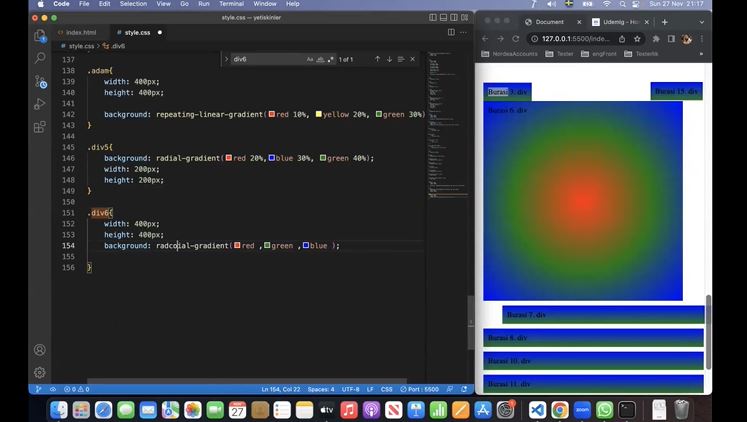 Code File Edit Selection View Go Run Terminal Window Help
Sun 27 Nov 21:17
style.css — yetiskinler
index.html
style.css
style.css > .div6
div6
Aa
1 of 1
137
138 .adam{
139 width: 400px;
140 height: 400px;
141
142 background: repeating-linear-gradient(red 10%, yellow 20%, green 30%)
143 }
144
145 .div5{
146 background: radial-gradient(red 20%,blue 30%, green 40%);
147 width: 200px;
148 height: 200px;
149 }
150
151 .div6{
152 width: 400px;
153 height: 400px;
154 background: radcoial-gradient(red ,green ,blue );
155
156 }
0 0
Ln 154, Col 22
Spaces: 4
UTF-8
LF
CSS
Port : 5500
Document
Udemig - Ho
127.0.0.1:5500/inde...
NordeaAccounts
Tester
engFront
Testerlik
Burasi 3. div
Burasi 15. div
Burasi 6. div
Burasi 7. div
Burasi 8. div
Burasi 10. div
Burasi 11. div
NOV
27
tv
zoom